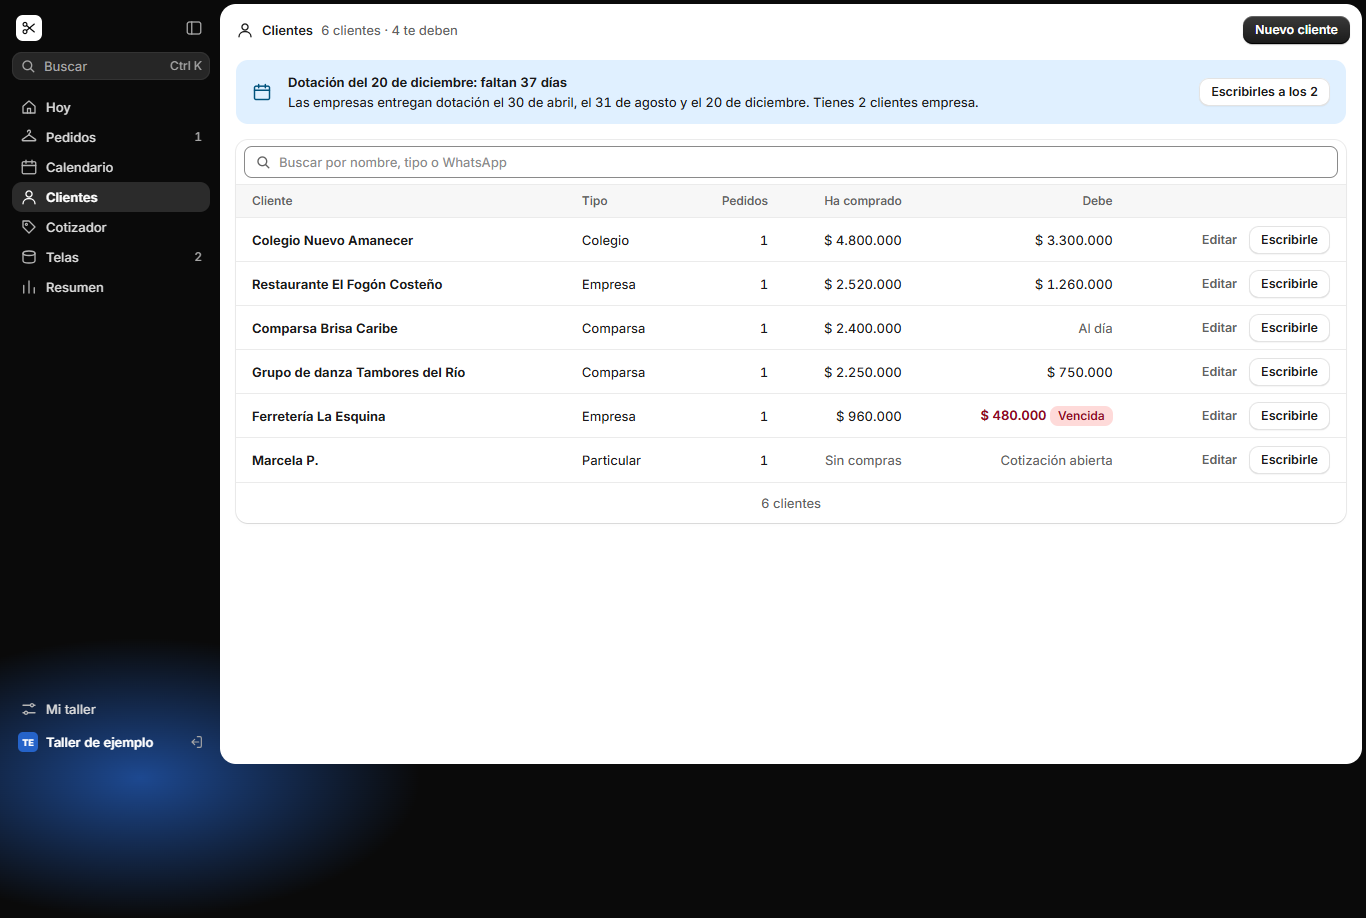 Buscar Ctrl K
Hoy
Pedidos 1
Calendario
Clientes
Cotizador
Telas 2
Resumen
Mi taller
TE Taller de ejemplo
Clientes 6 clientes · 4 te deben
Nuevo cliente
Dotación del 20 de diciembre: faltan 37 días
Las empresas entregan dotación el 30 de abril, el 31 de agosto y el 20 de diciembre. Tienes 2 clientes empresa.
Escribirles a los 2
Buscar por nombre, tipo o WhatsApp
Cliente Tipo Pedidos Ha comprado Debe
Colegio Nuevo Amanecer Colegio 1 $ 4.800.000 $ 3.300.000 Editar Escribirle
Restaurante El Fogón Costeño Empresa 1 $ 2.520.000 $ 1.260.000 Editar Escribirle
Comparsa Brisa Caribe Comparsa 1 $ 2.400.000 Al día Editar Escribirle
Grupo de danza Tambores del Río Comparsa 1 $ 2.250.000 $ 750.000 Editar Escribirle
Ferretería La Esquina Empresa 1 $ 960.000 $ 480.000 Vencida Editar Escribirle
Marcela P. Particular 1 Sin compras Cotización abierta Editar Escribirle
6 clientes